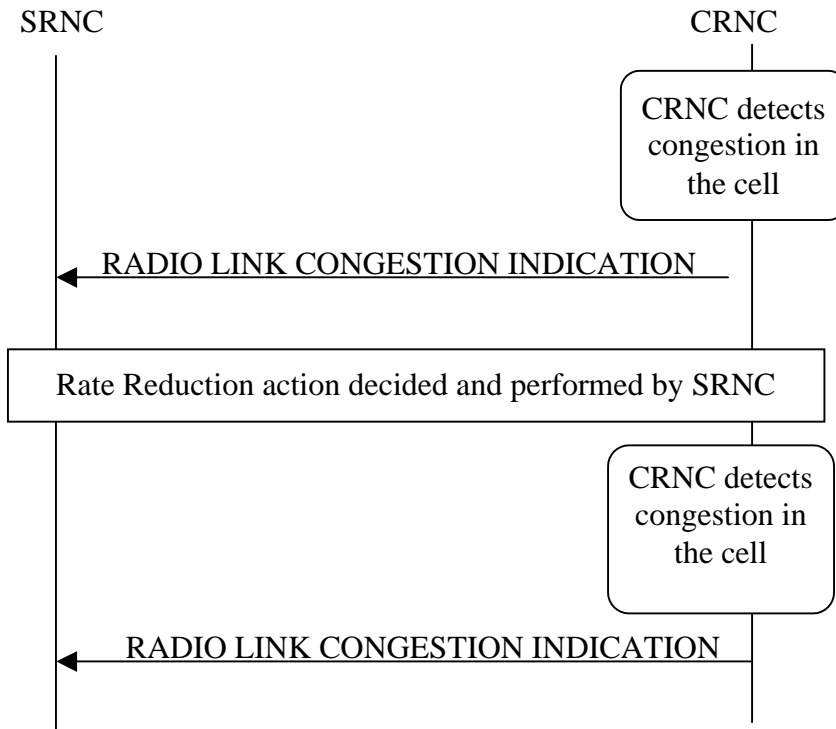 SRNC
CRNC
CRNC detects
congestion in
the cell
RADIO LINK CONGESTION INDICATION
Rate Reduction action decided and performed by SRNC
CRNC detects
congestion in
the cell
RADIO LINK CONGESTION INDICATION